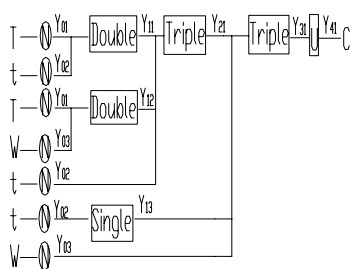 T N Y01 Double Y11 Triple Y21 Triple Y31 U Y41 C
t N Y02
T N Y01 Double Y12
W N Y03
t N Y02
t N Y02 Single Y13
W N Y03